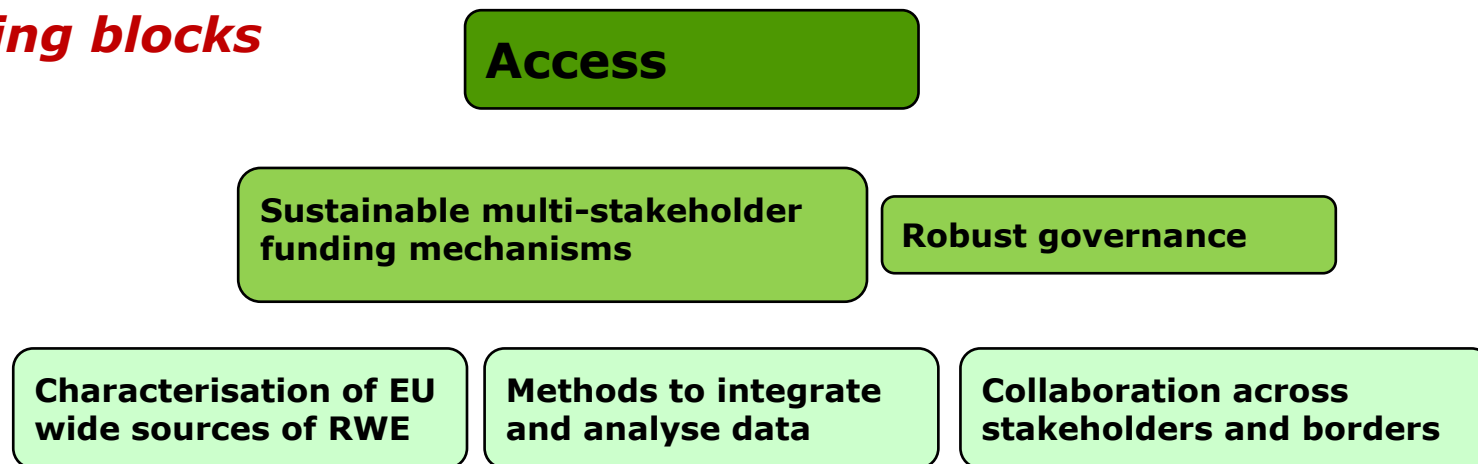 ing blocks
Access
Sustainable multi-stakeholder
funding mechanisms
Robust governance
Characterisation of EU
wide sources of RWE
Methods to integrate
and analyse data
Collaboration across
stakeholders and borders